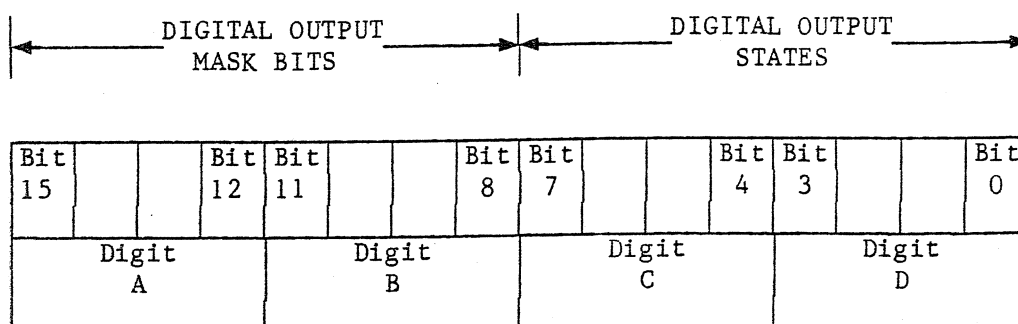 DIGITAL OUTPUT DIGITAL OUTPUT
MASK BITS STATES
Bit Bit Bit Bit Bit Bit Bit Bit
15 12 11 8 7 4 3 0
Digit Digit Digit Digit
A B C D